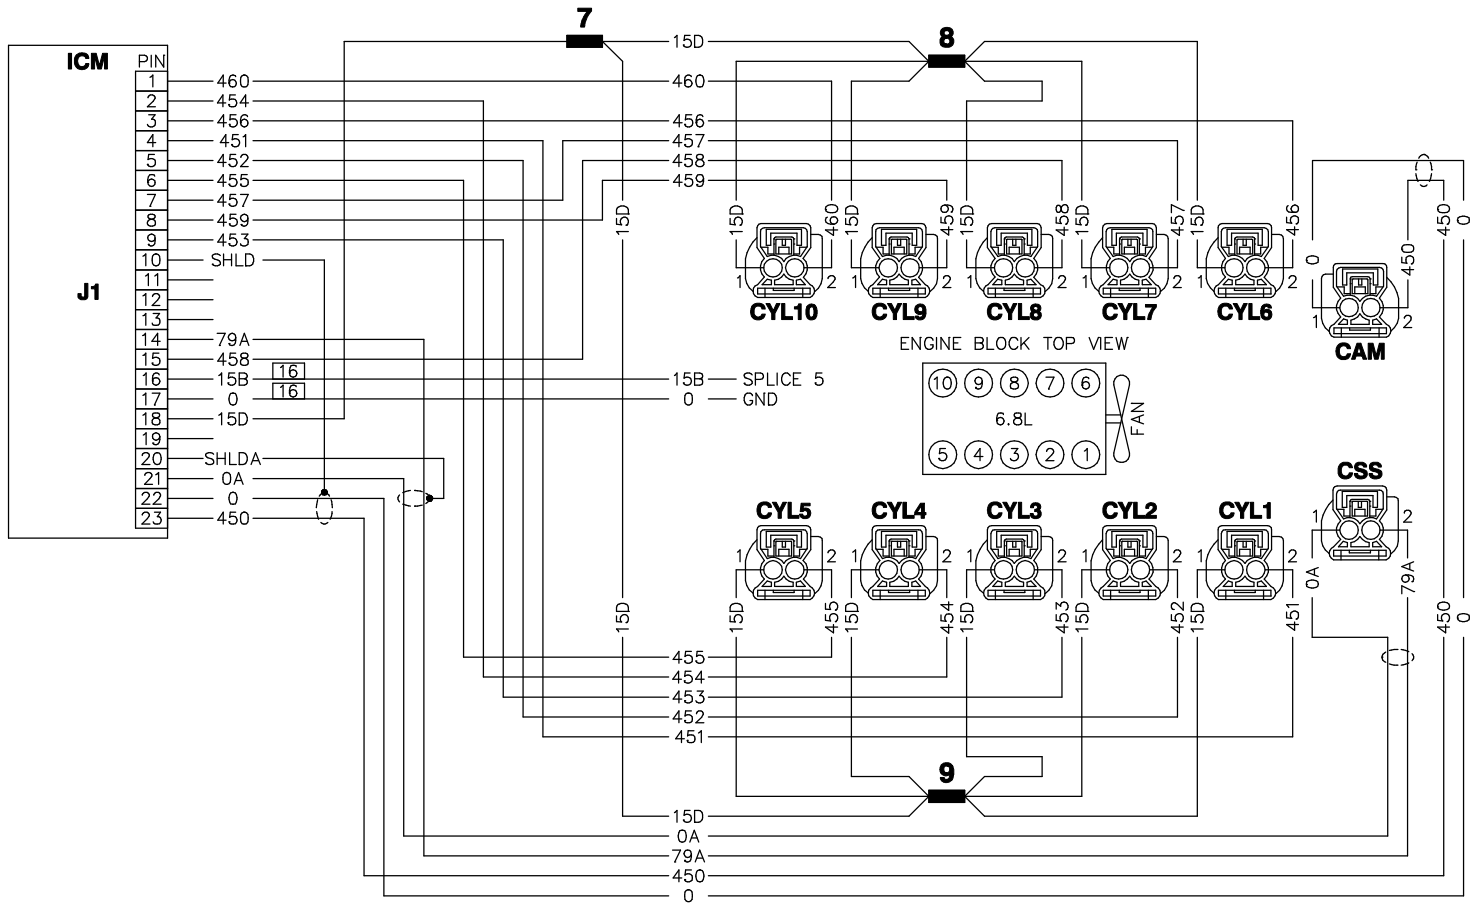 7
8
ICM
PIN
15D
1 460 460
2 454
3 456 456
4 451 457
5 452 458
6 455 459
7 457
8 459
9 453
10 SHLD
11
12
13
14 79A
15 458
16 15B 16 15B SPLICE 5
17 0 16 0 GND
18 15D
19
20 SHLDA
21 0A
22 0
23 450
J1
15D
15D 460 15D 459 15D 458 15D 457 15D 456
0 450 450 0
1 2 1 2 1 2 1 2 1 2
CYL10 CYL9 CYL8 CYL7 CYL6
1 2
CAM
ENGINE BLOCK TOP VIEW
10 9 8 7 6
6.8L
FAN
5 4 3 2 1
CSS
1 2
CYL5 CYL4 CYL3 CYL2 CYL1
1 2 1 2 1 2 1 2 1 2
0A 79A
15D
15D 455 15D 454 15D 453 15D 452 15D 451
450 0
455
454
453
452
451
9
15D
0A
79A
450
0